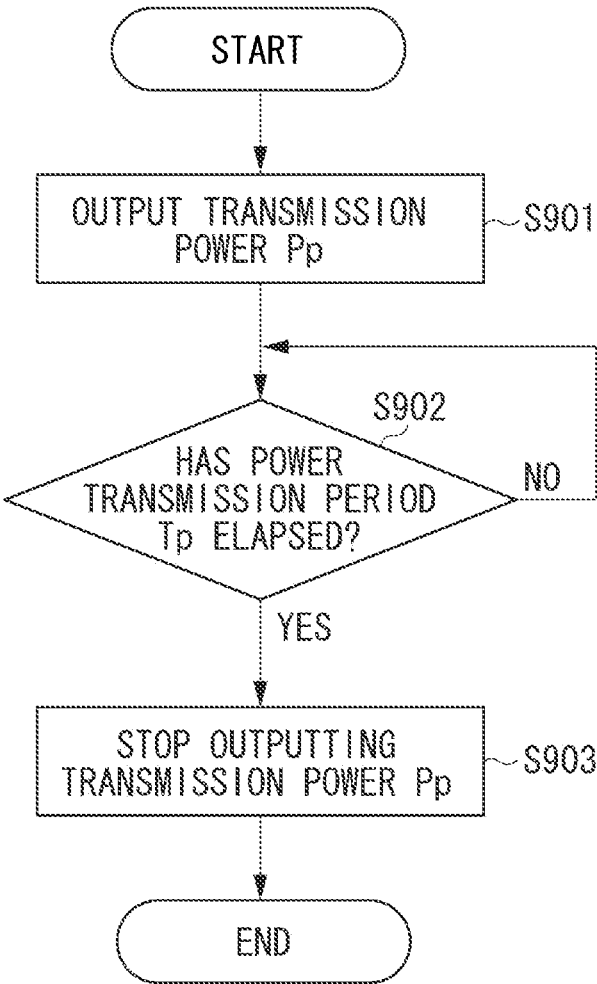 START
OUTPUT TRANSMISSION
POWER Pp
S901
S902
HAS POWER
TRANSMISSION PERIOD
Tp ELAPSED?
NO
YES
STOP OUTPUTTING
TRANSMISSION POWER Pp
S903
END